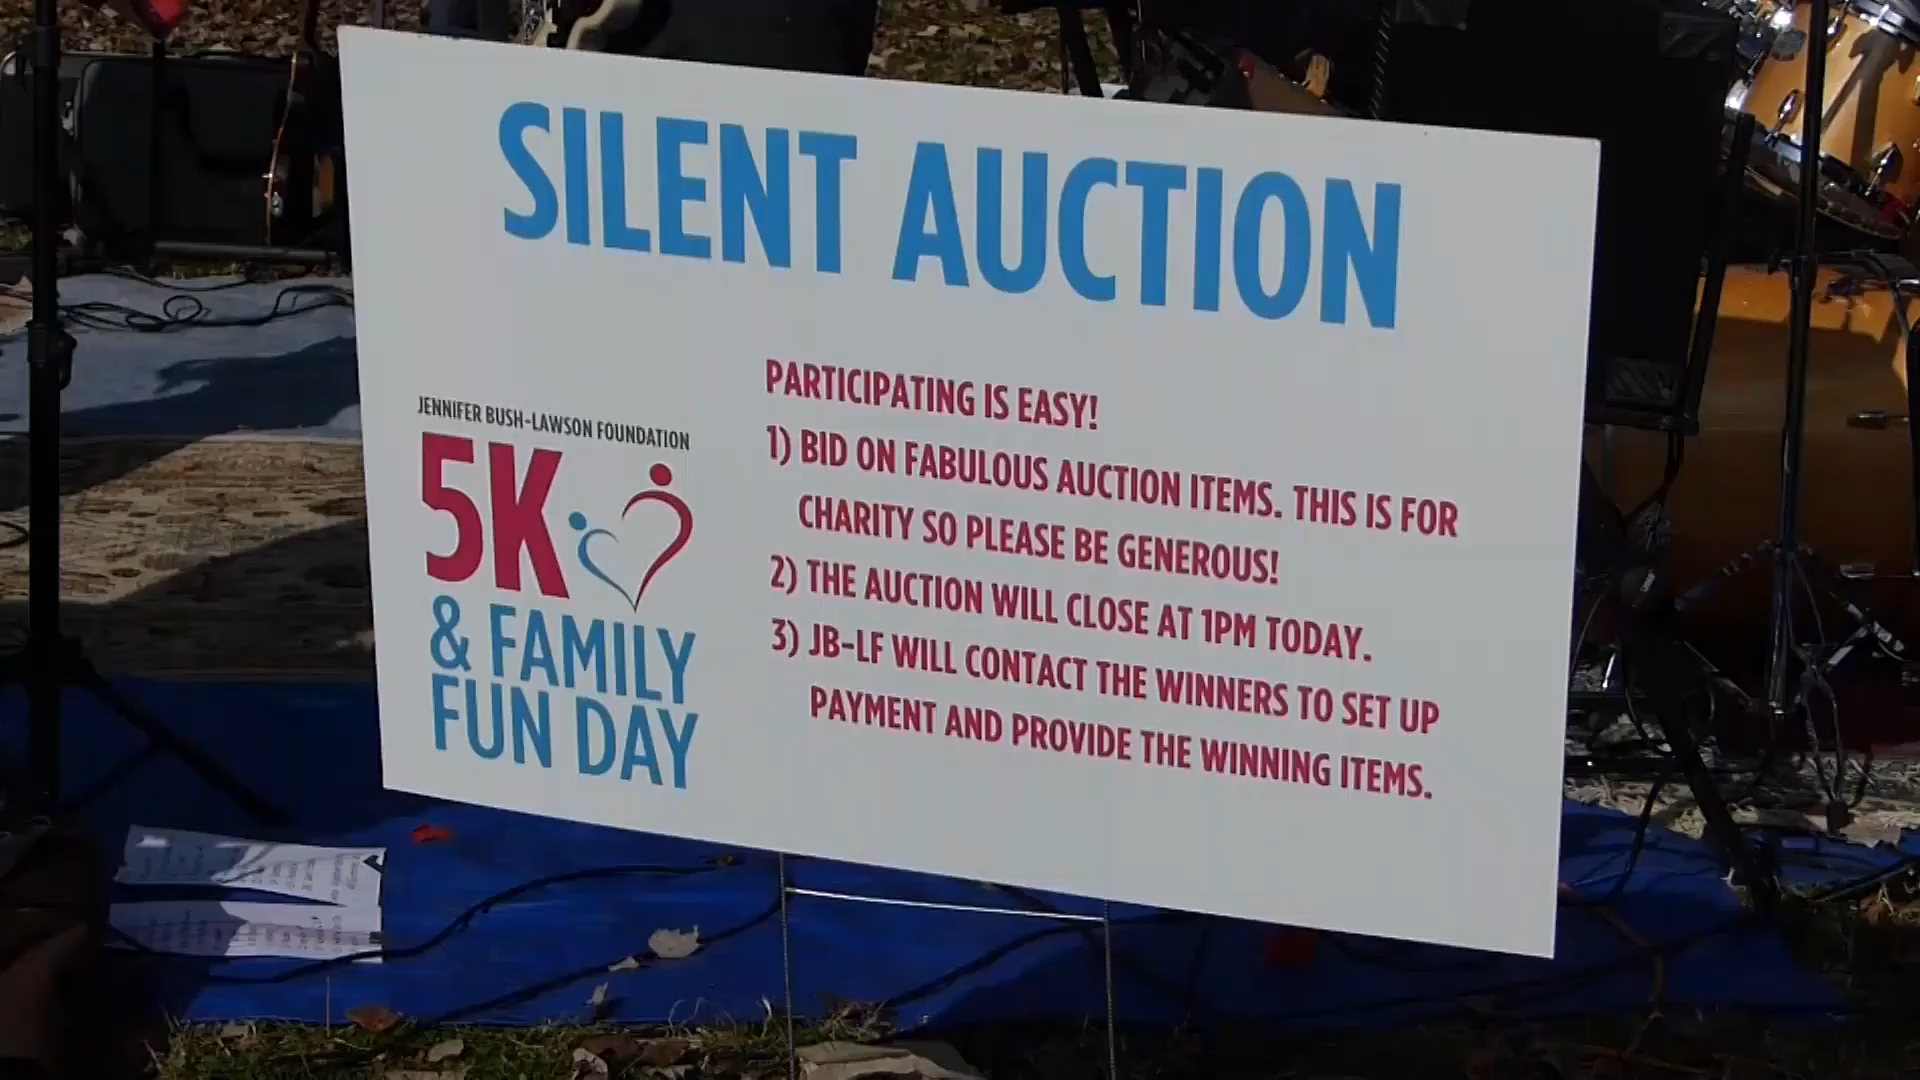 SILENT AUCTION
JENNIFER BUSH-LAWSON FOUNDATION
5K
& FAMILY
FUN DAY
PARTICIPATING IS EASY!
1) BID ON FABULOUS AUCTION ITEMS. THIS IS FOR
CHARITY SO PLEASE BE GENEROUS!
2) THE AUCTION WILL CLOSE AT 1PM TODAY.
3) JB-LF WILL CONTACT THE WINNERS TO SET UP
PAYMENT AND PROVIDE THE WINNING ITEMS.